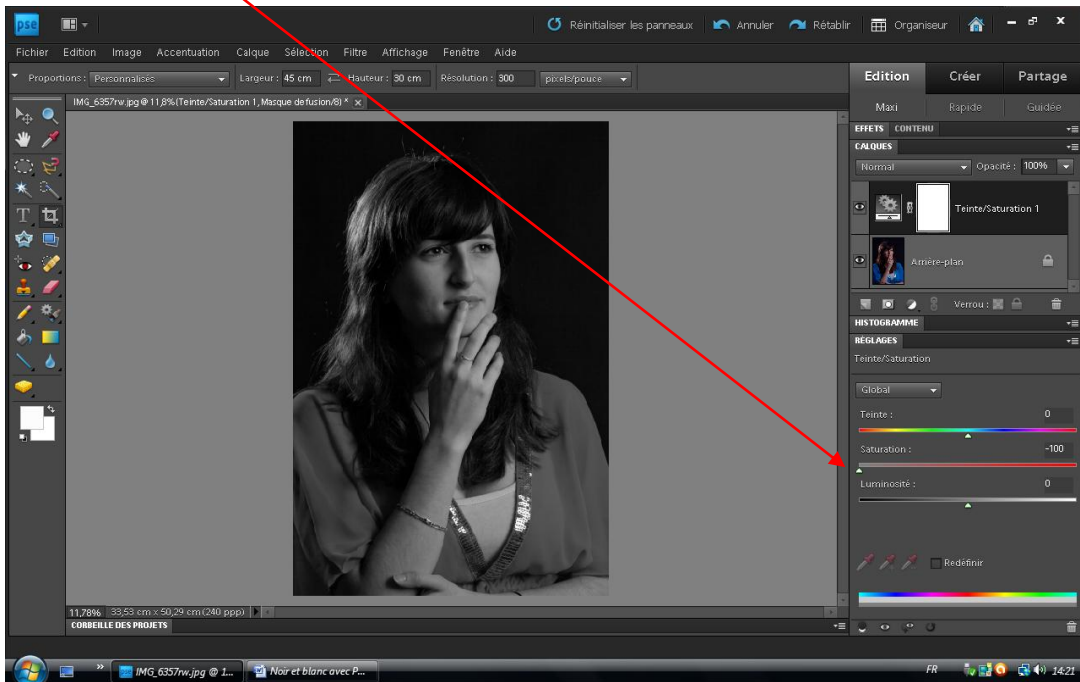 pse Réinitialiser les panneaux Annuler Rétablir Organiseur
Fichier Edition Image Accentuation Calque Sélection Filtre Affichage Fenêtre Aide
Proportions : Personnalisés Largeur : 45 cm Hauteur : 30 cm Résolution : 300 pixels/pouce
Edition Créer Partage
IMG_6357rw.jpg @ 11,8% (Teinte/Saturation 1, Masque de fusion/8) * x
Maxi Rapide Guidée
EFFETS CONTENU
CALQUES
Normal Opacité : 100%
Teinte/Saturation 1
Arrière-plan
Verrou :
HISTOGRAMME
RÉGLAGES
Teinte/Saturation
Global
Teinte : 0
Saturation : -100
Luminosité : 0
Redéfinir
11,78% 33,53 cm x 50,29 cm (240 ppp)
CORBEILLE DES PROJETS
IMG_6357rw.jpg @ 1... Noir et blanc avec P... FR 14:21